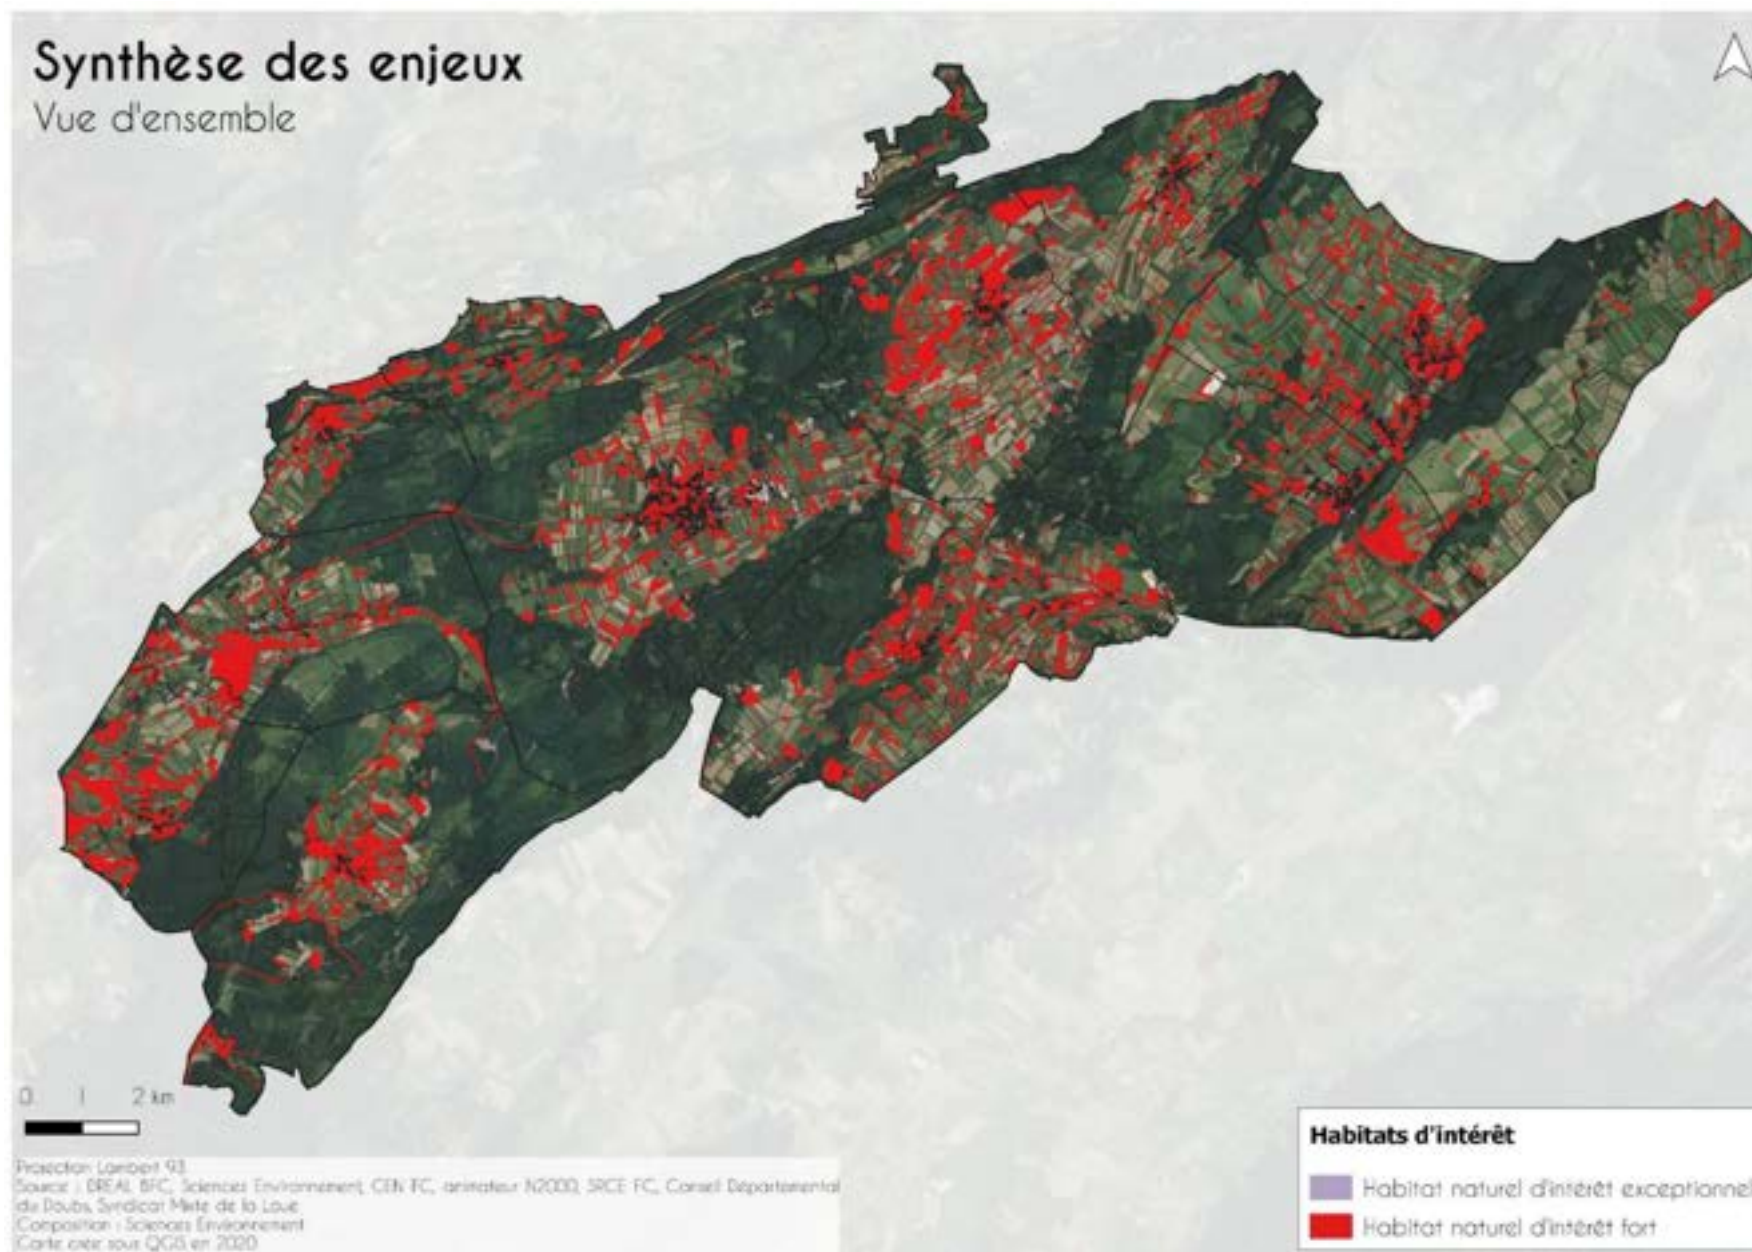 Synthèse des enjeux
Vue d'ensemble
0 1 2 km
Projection Lambert 93
Source : DREAL BFC, Sciences Environnement, CEN FC, animateur N2000, SRCE FC, Conseil Départemental
du Doubs, Syndicat Mixte de la Loue
Composition : Sciences Environnement
Carte crée sous QGIS en 2020
Habitats d'intérêt
Habitat naturel d'intérêt exceptionnel
Habitat naturel d'intérêt fort